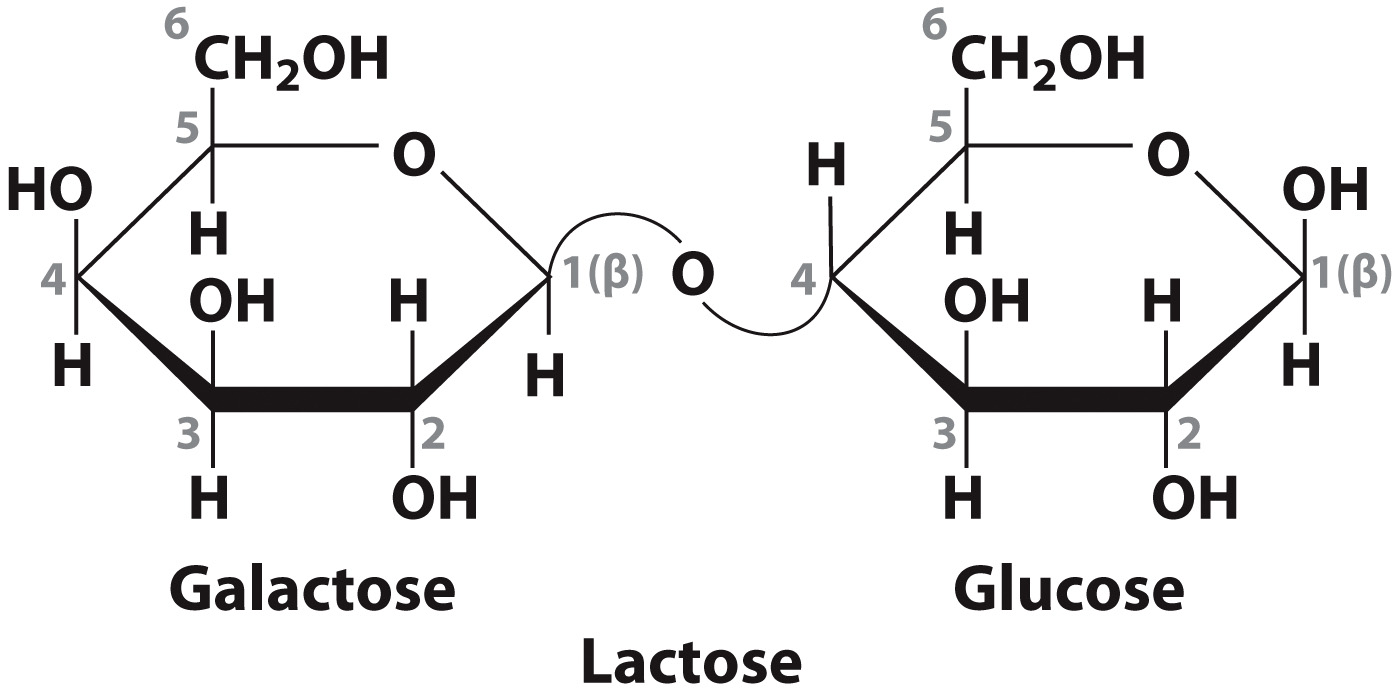 6 6
CH₂OH CH₂OH
5 O 5 O
HO H OH
H H
4 1(β) O 4 1(β)
OH H OH H
H H H
3 2 3 2
H OH H OH
Galactose Glucose
Lactose